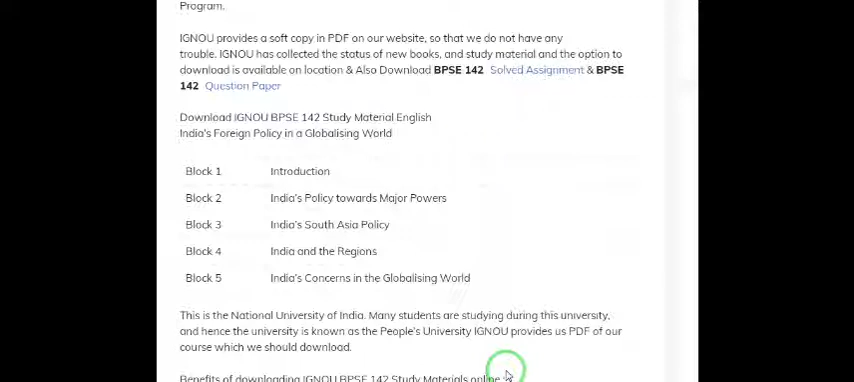 Program.
IGNOU provides a soft copy in PDF on our website, so that we do not have any
trouble. IGNOU has collected the status of new books, and study material and the option to
download is available on location & Also Download BPSE 142 Solved Assignment & BPSE
142 Question Paper
Download IGNOU BPSE 142 Study Material English
India's Foreign Policy in a Globalising World
Block 1 Introduction
Block 2 India's Policy towards Major Powers
Block 3 India's South Asia Policy
Block 4 India and the Regions
Block 5 India's Concerns in the Globalising World
This is the National University of India. Many students are studying during this university,
and hence the university is known as the People's University IGNOU provides us PDF of our
course which we should download.
Benefits of downloading IGNOU BPSE 142 Study Materials online